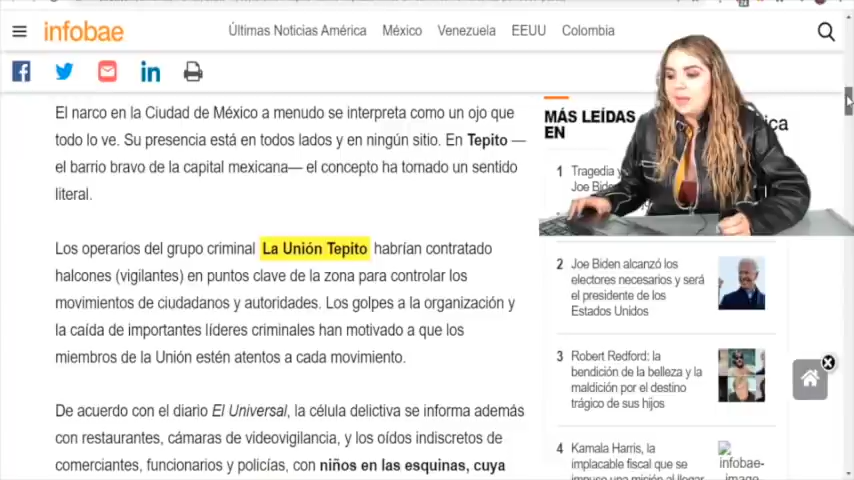 infobae
Últimas Noticias América
México
Venezuela
EEUU
Colombia
El narco en la Ciudad de México a menudo se interpreta como un ojo que
todo lo ve. Su presencia está en todos lados y en ningún sitio. En Tepito —
el barrio bravo de la capital mexicana— el concepto ha tornado un sentido
literal.
Los operarios del grupo criminal La Unión Tepito habrían contratado
halcones (vigilantes) en puntos clave de la zona para controlar los
movimientos de ciudadanos y autoridades. Los golpes a la organización y
la caída de importantes líderes criminales han motivado a que los
miembros de la Unión estén atentos a cada movimiento.
De acuerdo con el diario El Universal, la célula delictiva se informa además
con restaurantes, cámaras de videovigilancia, y los oídos indiscretos de
comerciantes, funcionarios y policías, con niños en las esquinas, cuya
MÁS LEÍDAS
EN
1 Tragedia y
Joe
2 Joe Biden alcanzó los
electores necesarios y será
el presidente de los
Estados Unidos
3 Robert Redford: la
bendición de la belleza y la
maldición por el destino
trágico de sus hijos
4 Kamala Harris, la
implacable fiscal que se
infobae-